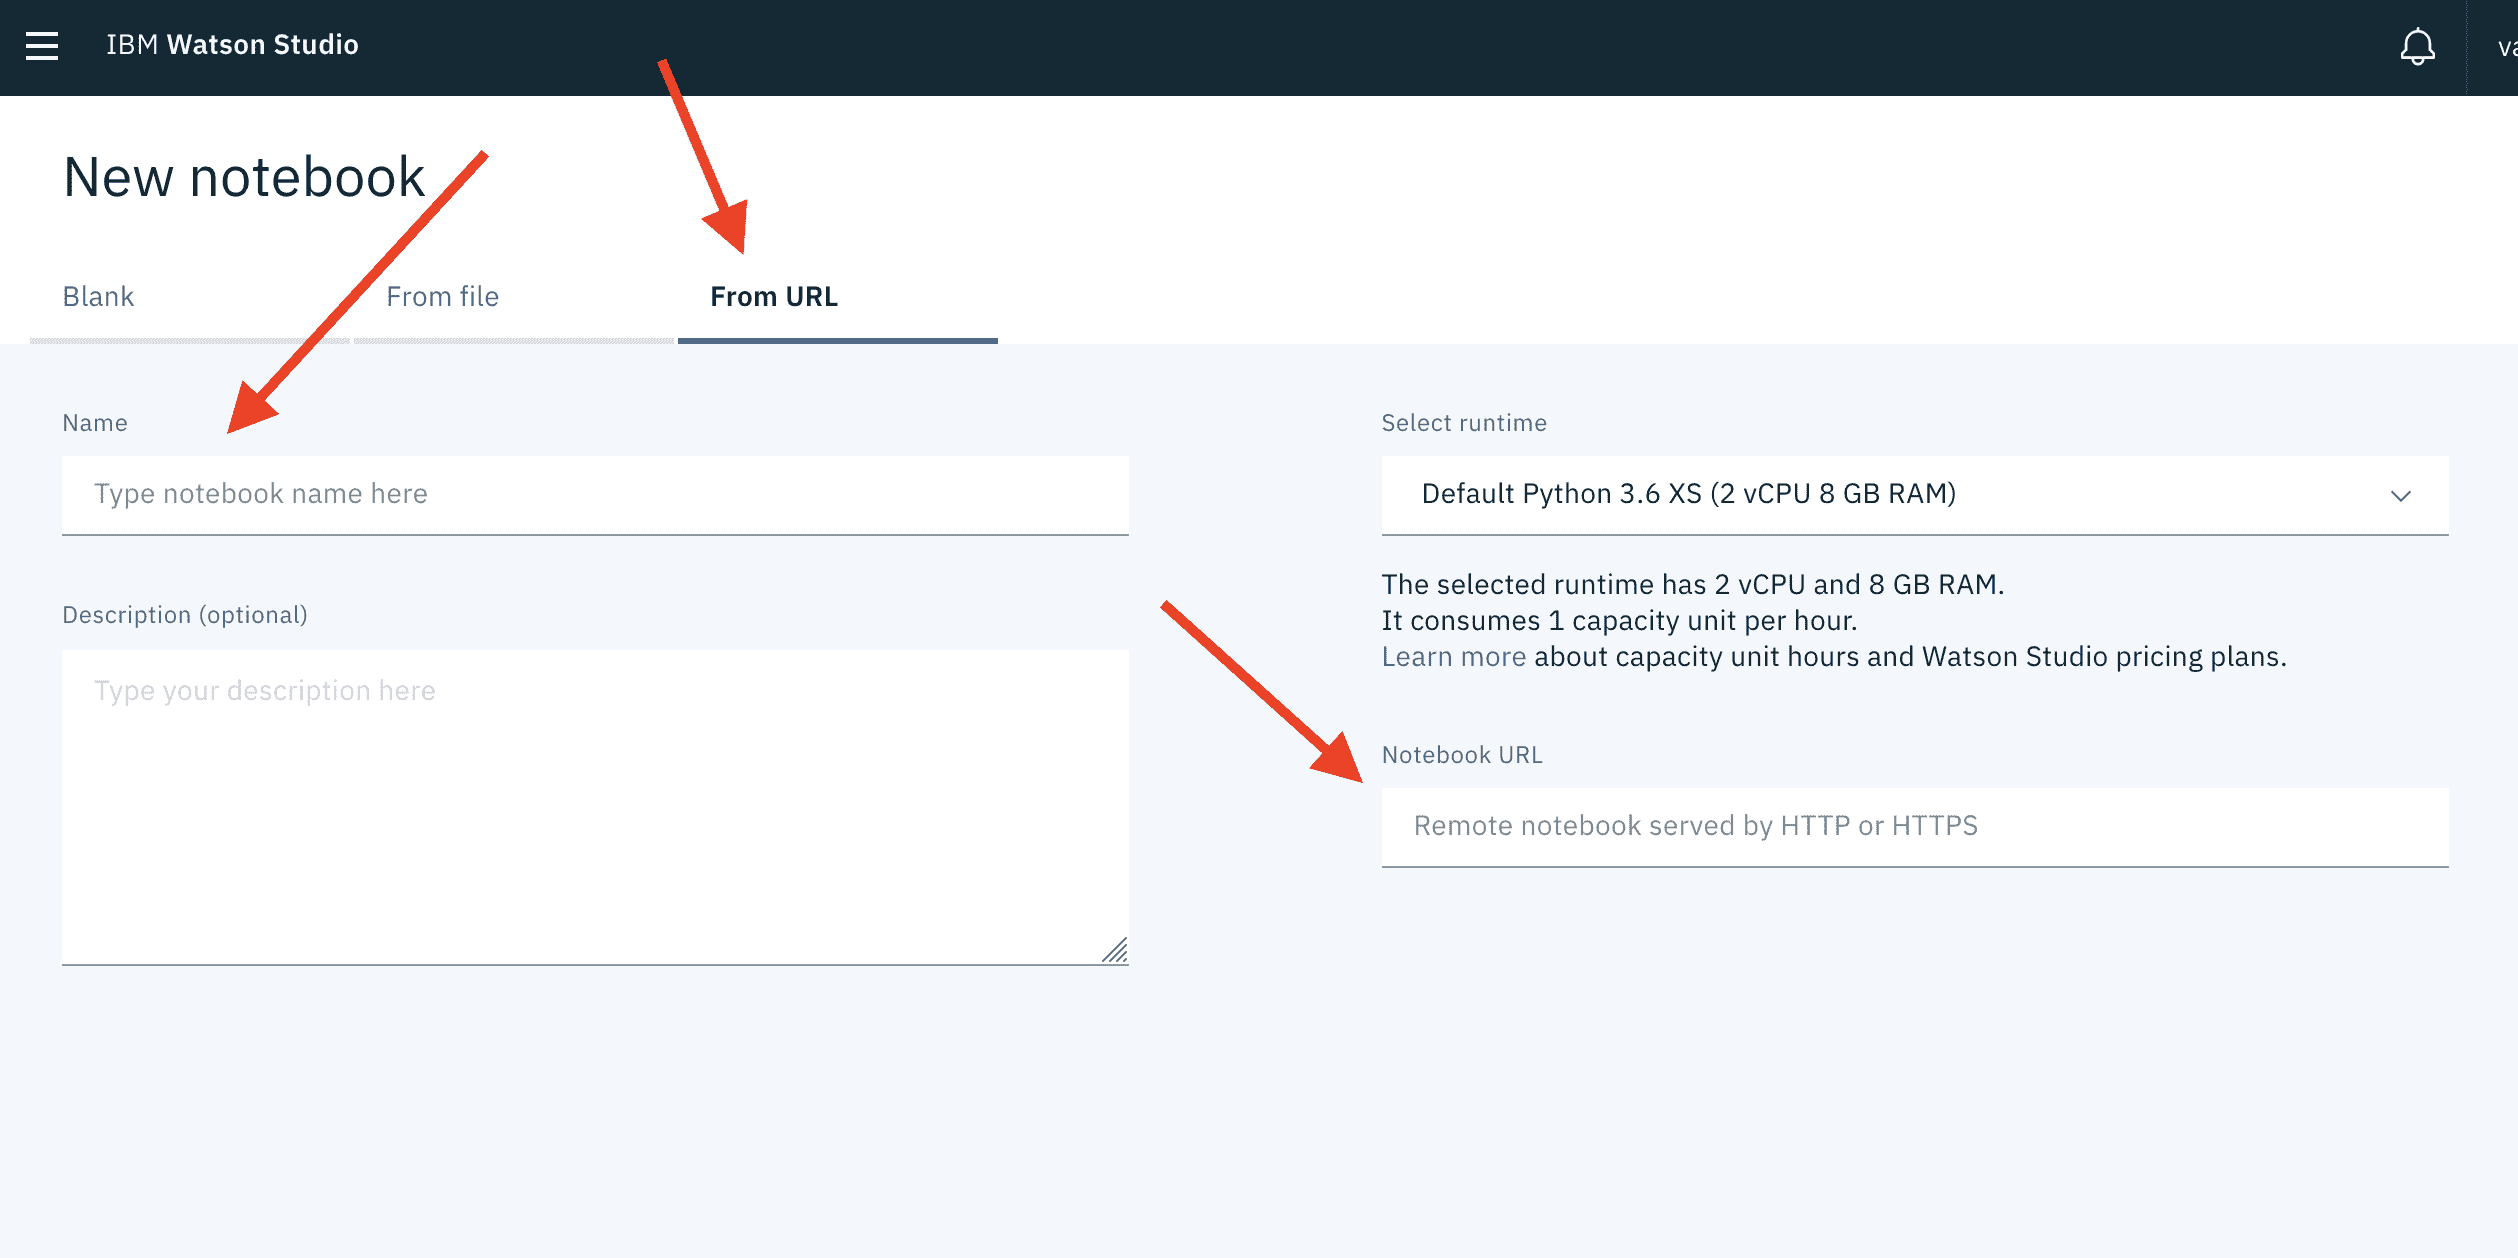 IBM Watson Studio
New notebook
Blank
From file
From URL
Name
Type notebook name here
Description (optional)
Type your description here
Select runtime
Default Python 3.6 XS (2 vCPU 8 GB RAM)
The selected runtime has 2 vCPU and 8 GB RAM.
It consumes 1 capacity unit per hour.
Learn more about capacity unit hours and Watson Studio pricing plans.
Notebook URL
Remote notebook served by HTTP or HTTPS